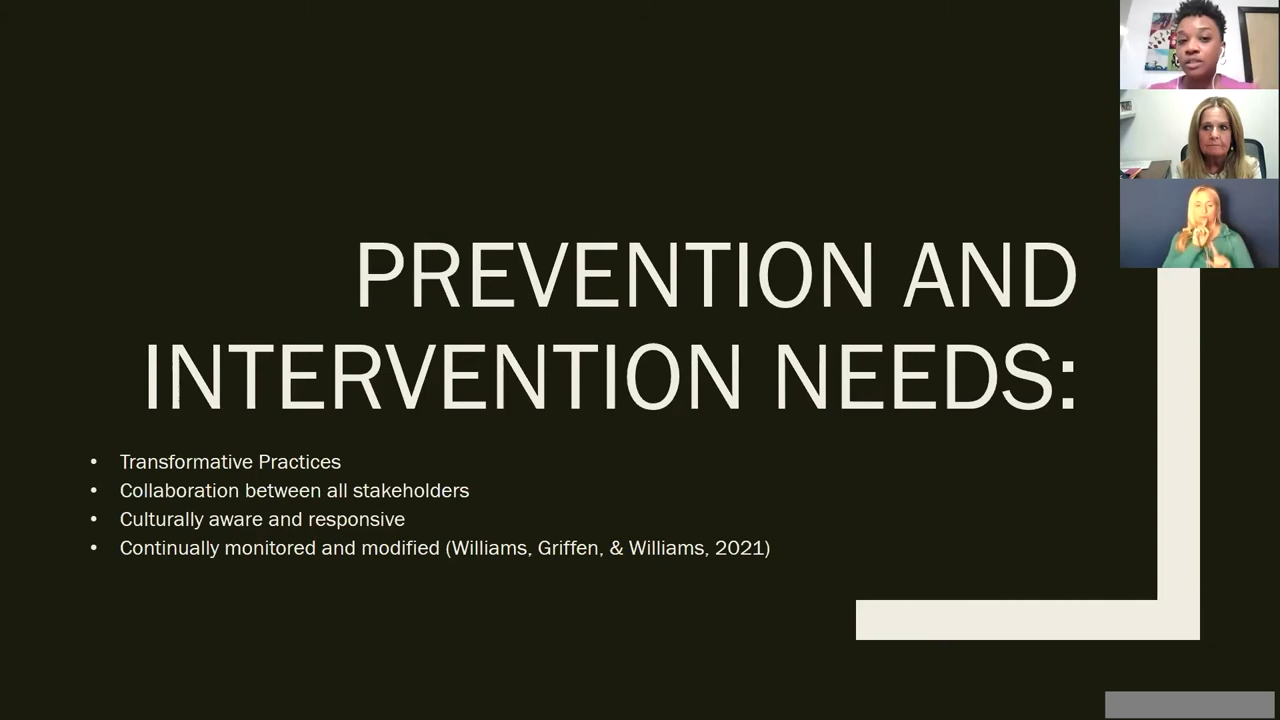 PREVENTION AND
INTERVENTION NEEDS:
• Transformative Practices
• Collaboration between all stakeholders
• Culturally aware and responsive
• Continually monitored and modified (Williams, Griffen, & Williams, 2021)